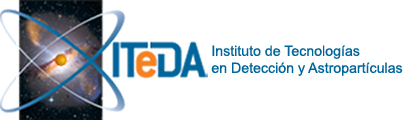 ITeDA
Instituto de Tecnologías
en Detección y Astropartículas